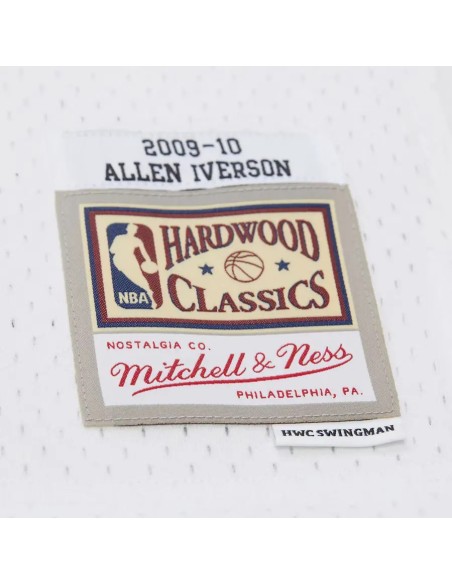 2009-10
ALLEN IVERSON
HARDWOOD
CLASSICS
NBA
NOSTALGIA CO.
Mitchell & Ness
PHILADELPHIA, PA.
HWC SWINGMAN